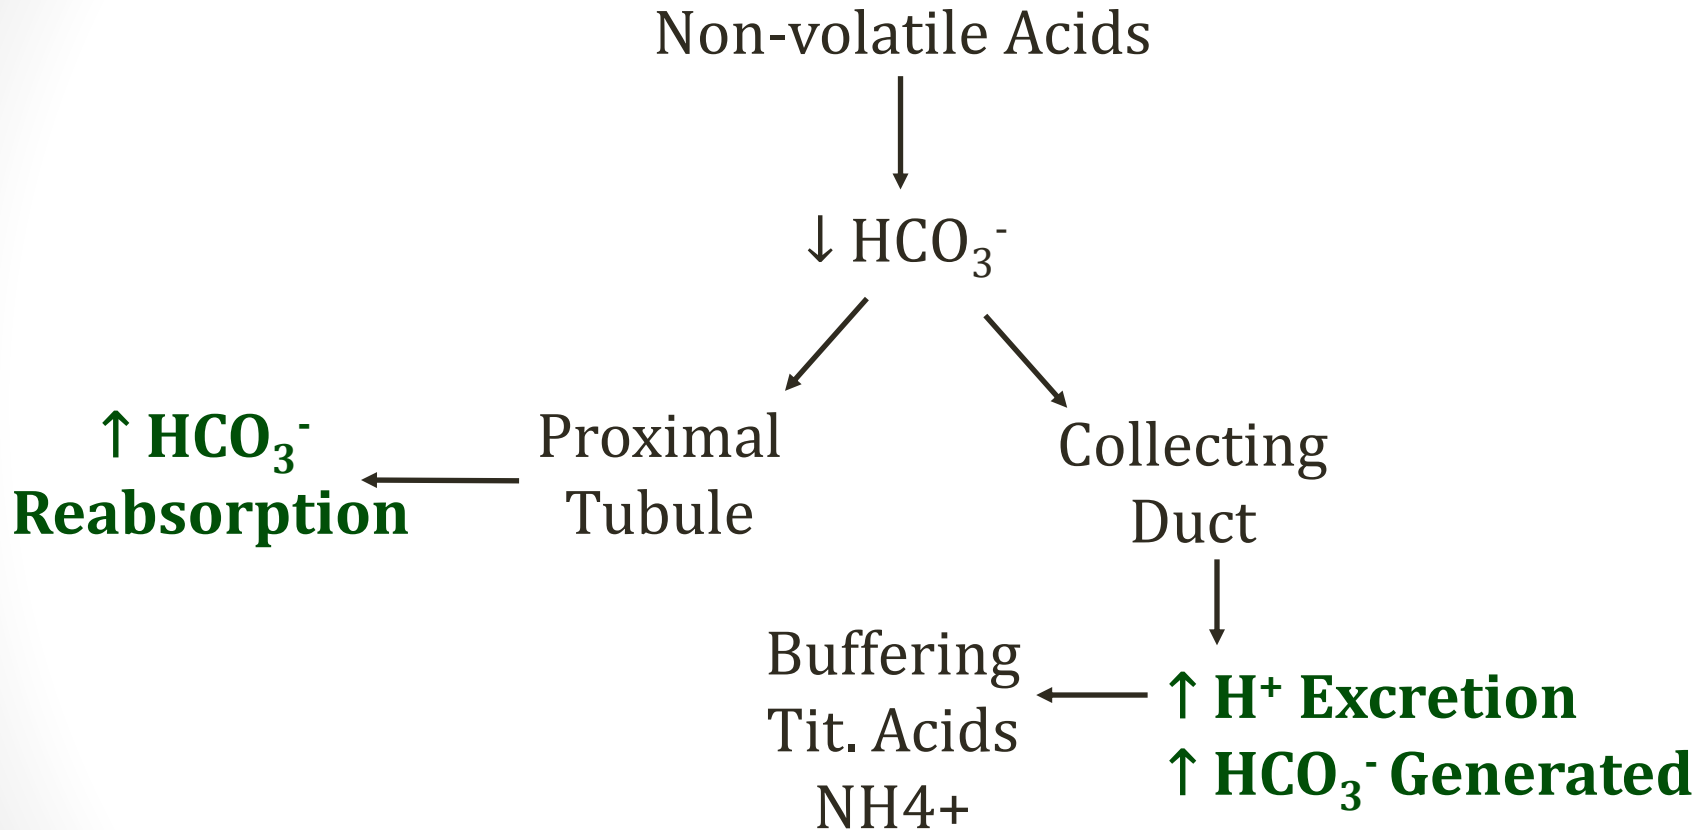 Non-volatile Acids
↓ HCO₃⁻
↑ HCO₃⁻
Reabsorption
Proximal
Tubule
Collecting
Duct
Buffering
Tit. Acids
NH4+
↑ H⁺ Excretion
↑ HCO₃⁻ Generated